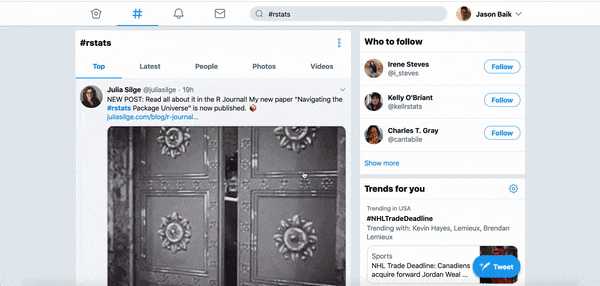 #rstats
Jason Baik
#rstats
Top
Latest
People
Photos
Videos
Julia Silge @juliasilge · 19h
NEW POST: Read all about it in the R Journal! My new paper "Navigating the
#rstats Package Universe" is now published. 📦
juliasilge.com/blog/r-journal...
Who to follow
Irene Steves
@i_steves
Follow
Kelly O'Briant
@kellrstats
Follow
Charles T. Gray
@cantabile
Follow
Show more
Trends for you
Trending in USA
#NHLTradeDeadline
Trending with: Kevin Hayes, Lemieux, Brendan
Lemieux
Sports
NHL Trade Deadline: Canadiens
acquire forward Jordan Weal ...
Tweet